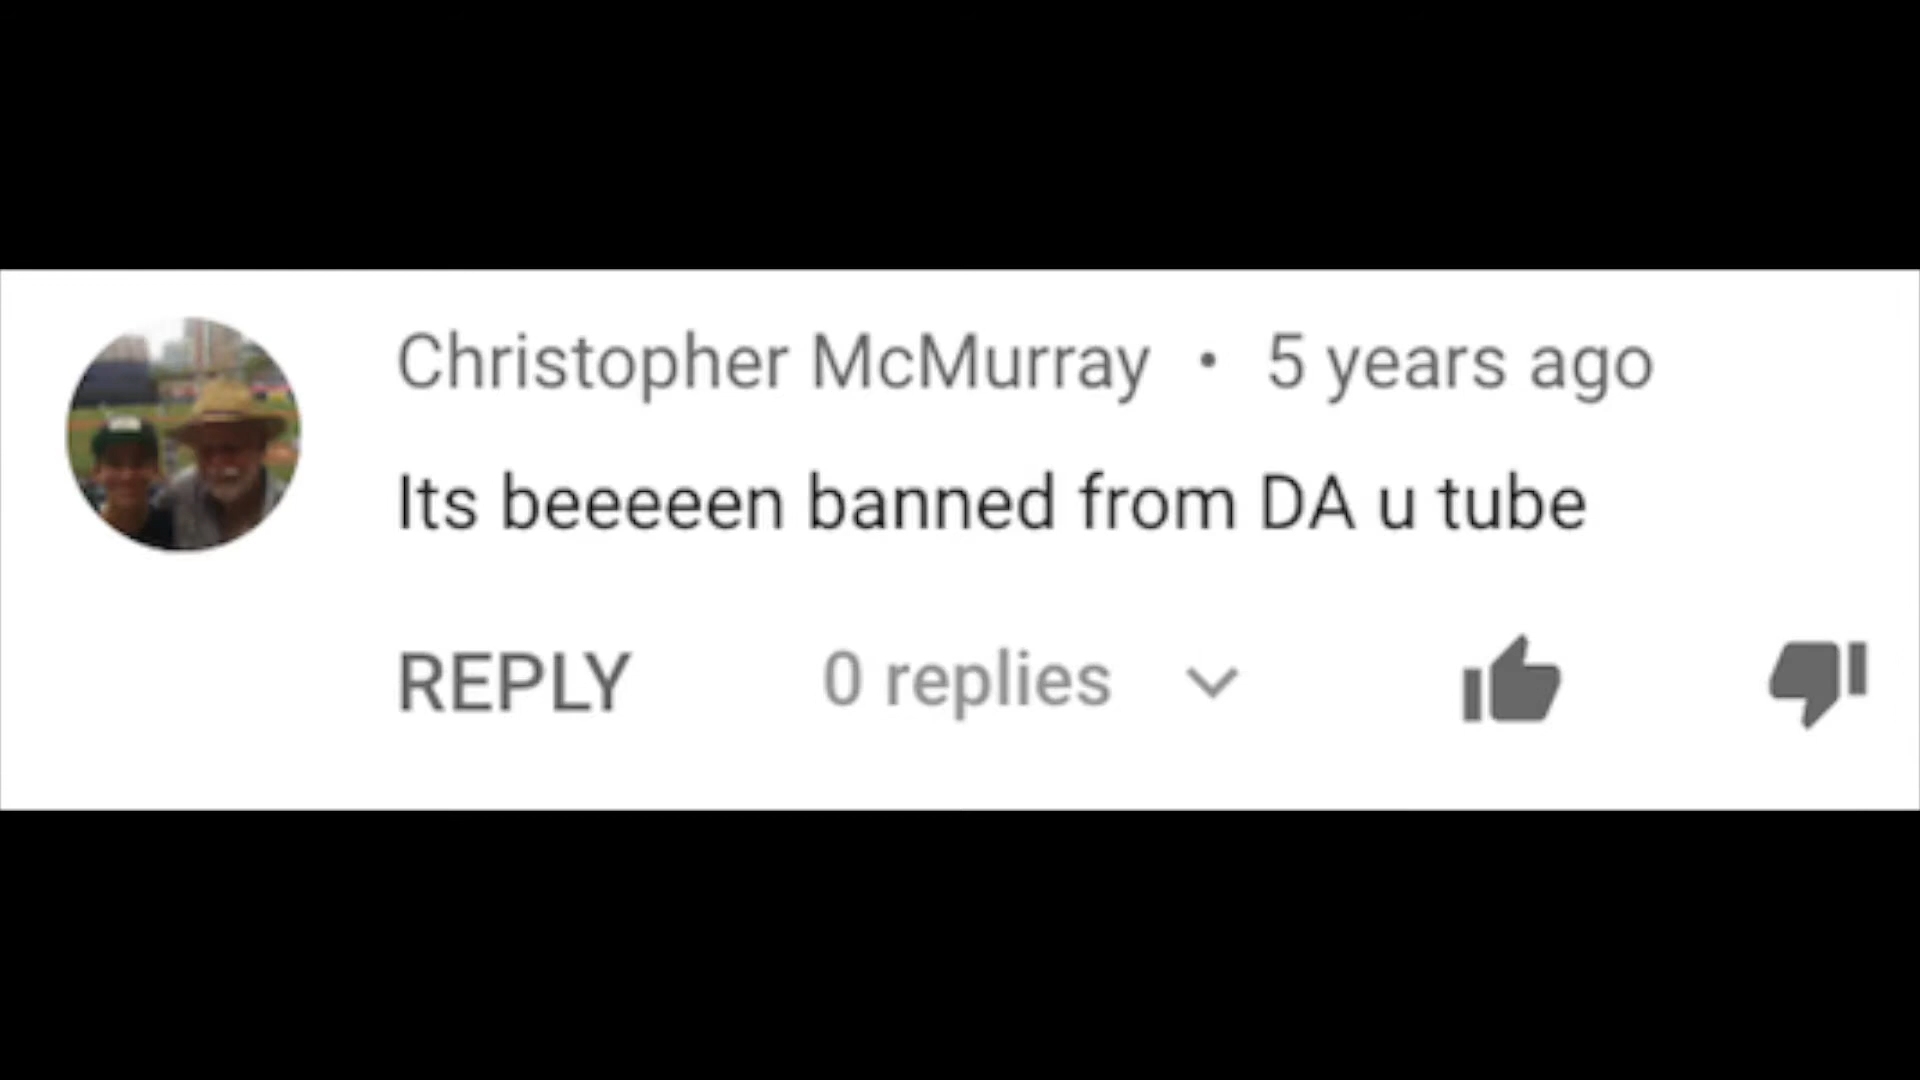 Christopher McMurray • 5 years ago
Its beeeeen banned from DA u tube
REPLY 0 replies